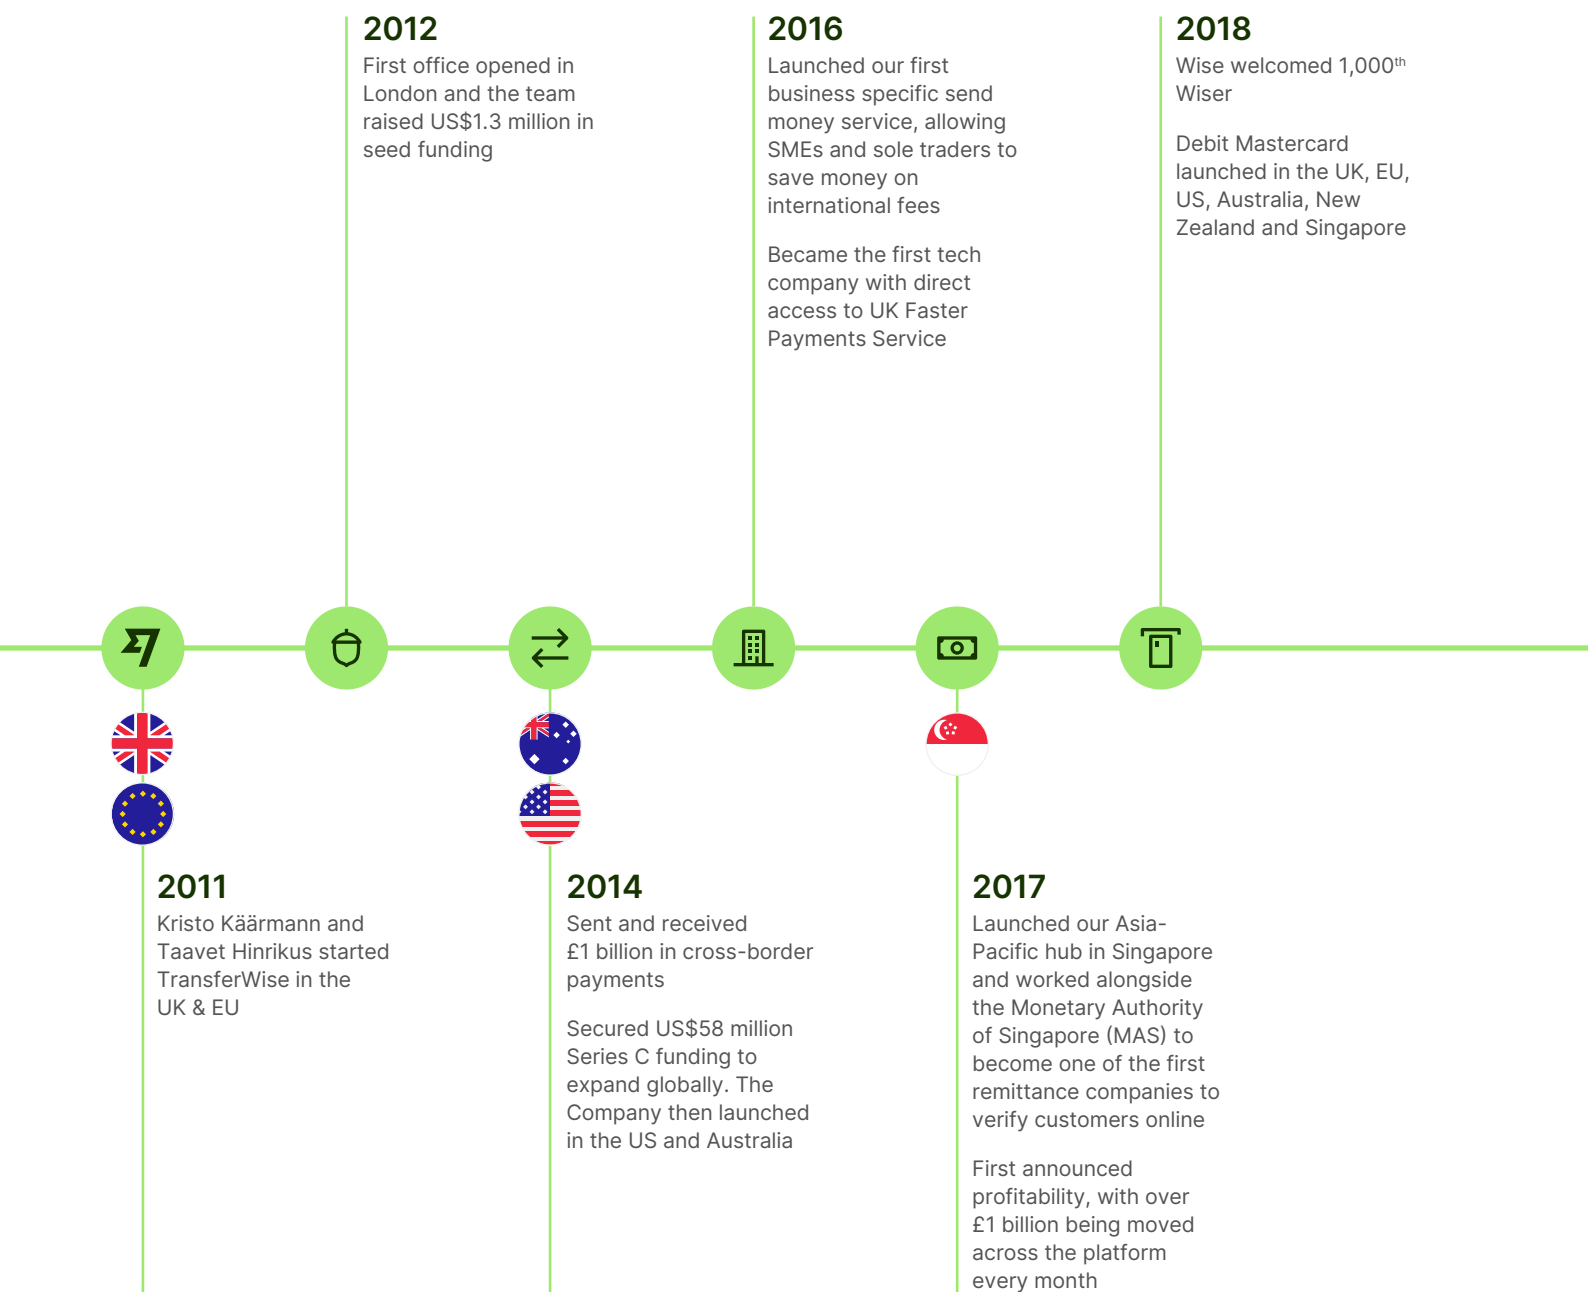 2012
First office opened in
London and the team
raised US$1.3 million in
seed funding
2016
Launched our first
business specific send
money service, allowing
SMEs and sole traders to
save money on
international fees
Became the first tech
company with direct
access to UK Faster
Payments Service
2018
Wise welcomed 1,000th
Wiser
Debit Mastercard
launched in the UK, EU,
US, Australia, New
Zealand and Singapore
2011
Kristo Käärmann and
Taavet Hinrikus started
TransferWise in the
UK & EU
2014
Sent and received
£1 billion in cross-border
payments
Secured US$58 million
Series C funding to
expand globally. The
Company then launched
in the US and Australia
2017
Launched our Asia-
Pacific hub in Singapore
and worked alongside
the Monetary Authority
of Singapore (MAS) to
become one of the first
remittance companies to
verify customers online
First announced
profitability, with over
£1 billion being moved
across the platform
every month